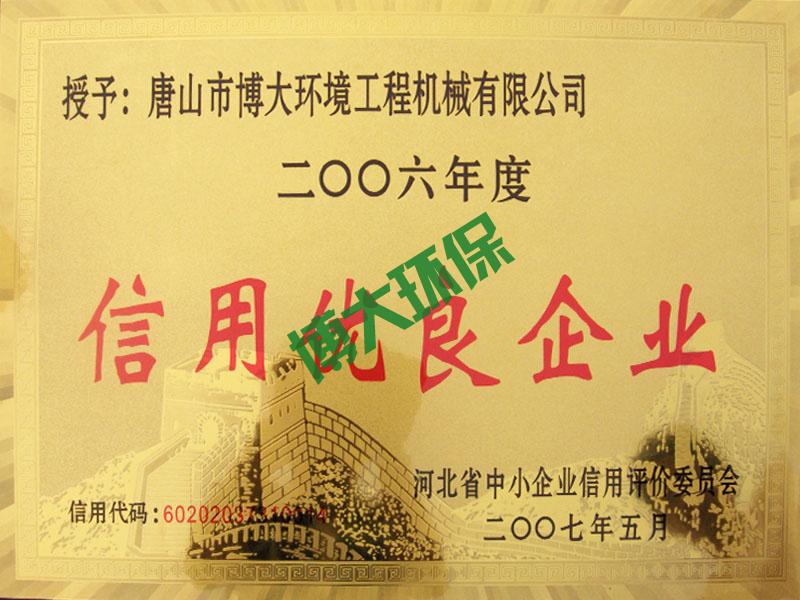 授予：唐山市博大环境工程机械有限公司
二〇〇六年度
信用优良企业
博大环保
河北省中小企业信用评价委员会
信用代码：
二〇〇七年五月